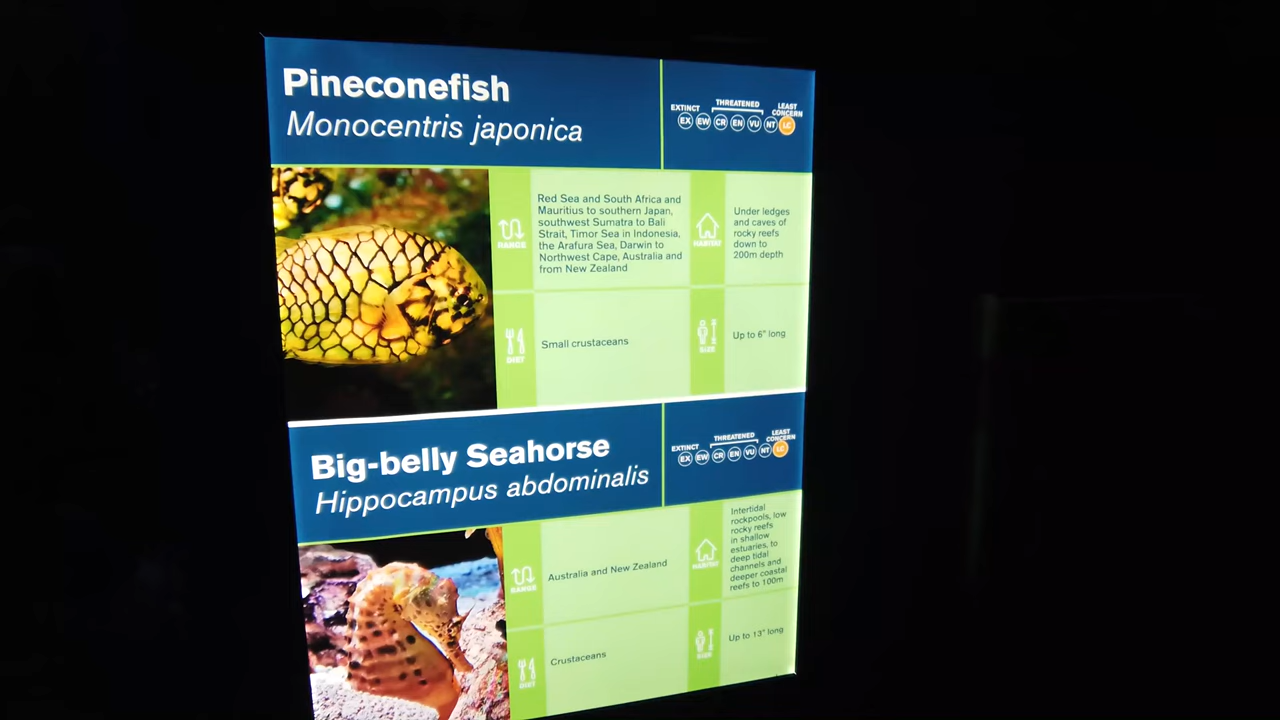 Pineconefish
Monocentris japonica
EXTINCT THREATENED LEAST CONCERN
EX EW CR EN VU NT LC
RANGE
Red Sea and South Africa and
Mauritius to southern Japan,
southwest Sumatra to Bali
Strait, Timor Sea in Indonesia,
the Arafura Sea, Darwin to
Northwest Cape, Australia and
from New Zealand
HABITAT
Under ledges
and caves of
rocky reefs
down to
200m depth
DIET
Small crustaceans
SIZE
Up to 6" long
Big-belly Seahorse
Hippocampus abdominalis
EXTINCT THREATENED LEAST CONCERN
EX EW CR EN VU NT LC
RANGE
Australia and New Zealand
HABITAT
Intertidal
rockpools, low
rocky reefs
in shallow
estuaries, to
deep tidal
channels and
deeper coastal
reefs to 100m
DIET
Crustaceans
SIZE
Up to 13" long